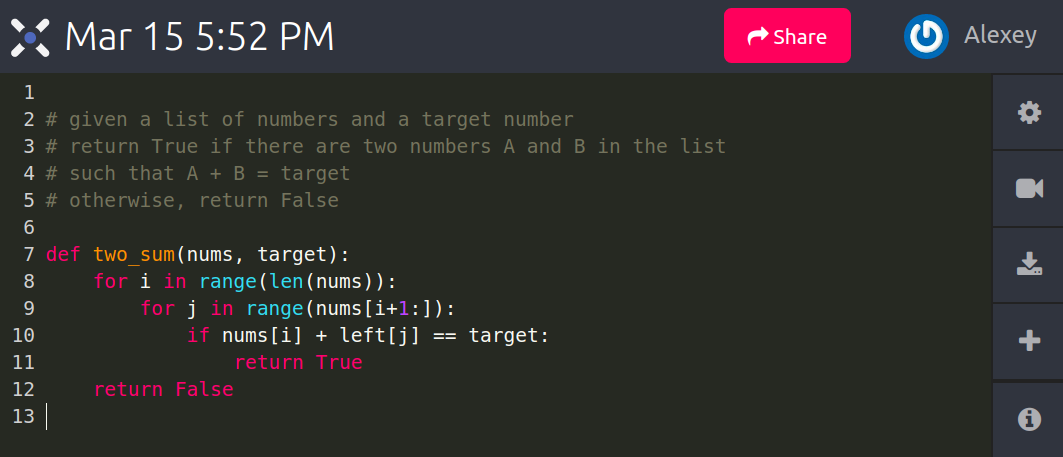 Mar 15 5:52 PM
Share
Alexey
1
2 # given a list of numbers and a target number
3 # return True if there are two numbers A and B in the list
4 # such that A + B = target
5 # otherwise, return False
6
7 def two_sum(nums, target):
8     for i in range(len(nums)):
9         for j in range(nums[i+1:]):
10             if nums[i] + left[j] == target:
11                 return True
12     return False
13